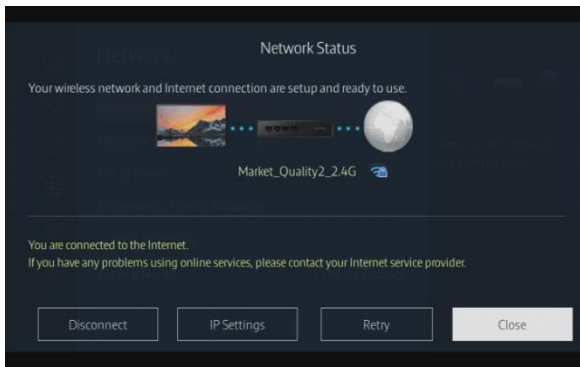 Network
Network Status
Your wireless network and Internet connection are setup and ready to use.
Market_Quality2_2.4G
You are connected to the Internet.
If you have any problems using online services, please contact your Internet service provider.
Disconnect
IP Settings
Retry
Close